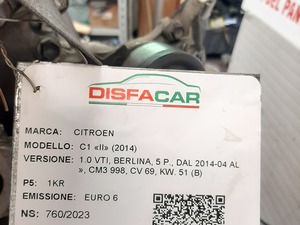 DISFACAR
MARCA: CITROEN
MODELLO: C1 «II» (2014)
VERSIONE: 1.0 VTI, BERLINA, 5 P., DAL 2014-04 AL
», CM3 998, CV 69, KW. 51 (B)
P5: 1KR
EMISSIONE: EURO 6
NS: 760/2023